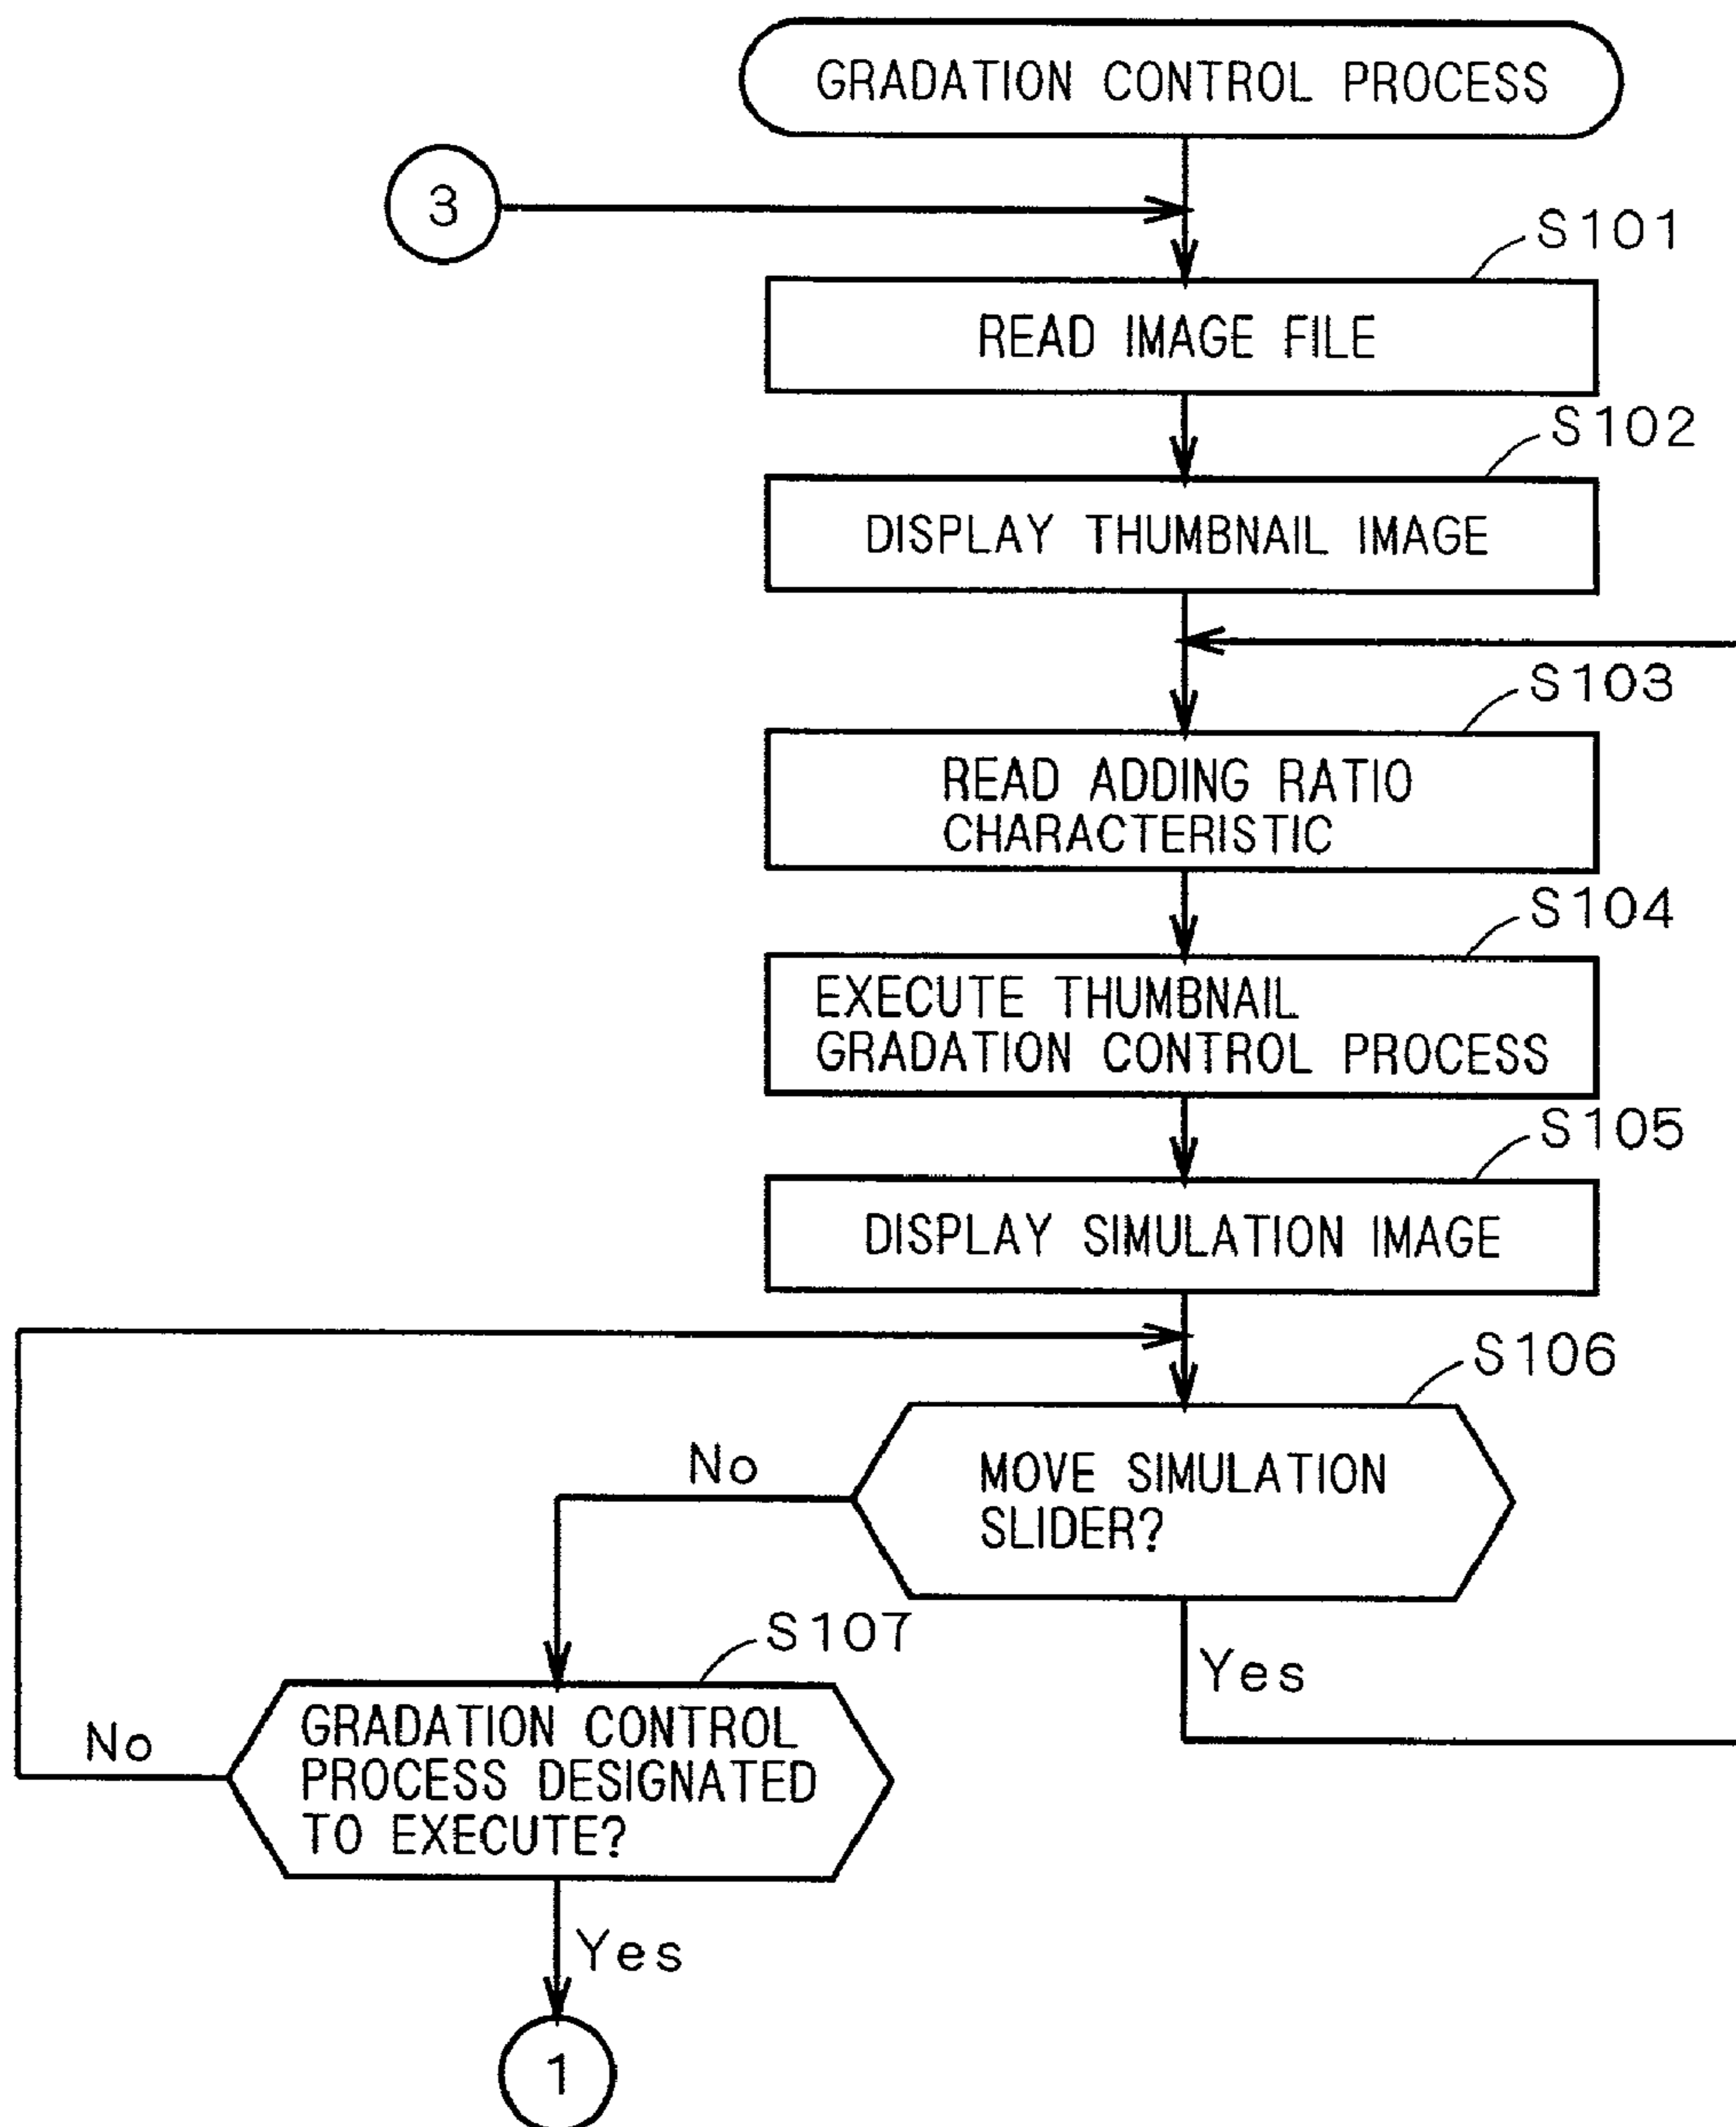 GRADATION CONTROL PROCESS
3
S101
READ IMAGE FILE
S102
DISPLAY THUMBNAIL IMAGE
S103
READ ADDING RATIO
CHARACTERISTIC
S104
EXECUTE THUMBNAIL
GRADATION CONTROL PROCESS
S105
DISPLAY SIMULATION IMAGE
S106
MOVE SIMULATION
SLIDER?
No
Yes
S107
GRADATION CONTROL
PROCESS DESIGNATED
TO EXECUTE?
No
Yes
1